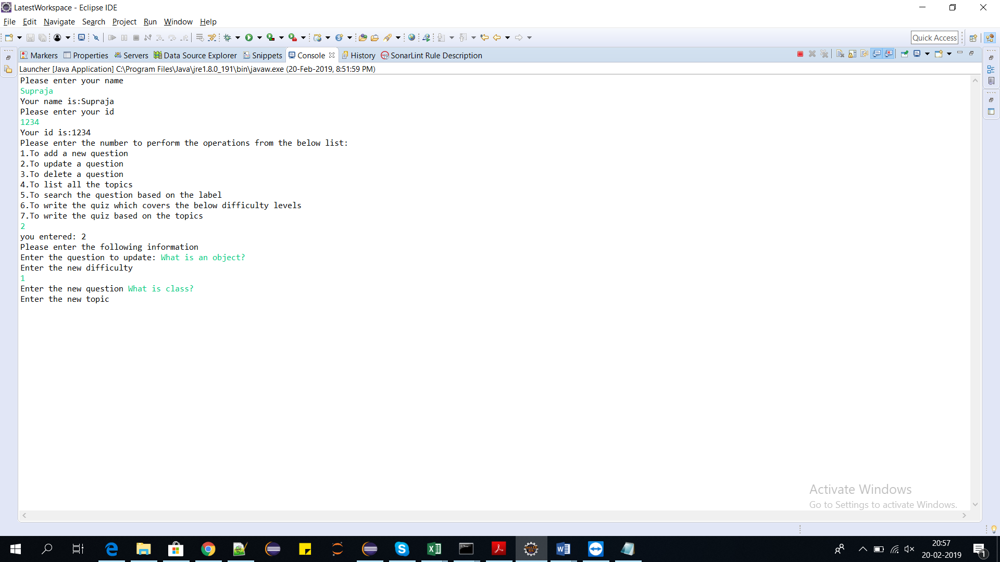 LatestWorkspace - Eclipse IDE
File Edit Navigate Search Project Run Window Help
Quick Access
Markers Properties Servers Data Source Explorer Snippets Console History SonarLint Rule Description
Launcher [Java Application] C:\Program Files\Java\jre1.8.0_191\bin\javaw.exe (20-Feb-2019, 8:51:59 PM)
Please enter your name
Supraja
Your name is:Supraja
Please enter your id
1234
Your id is:1234
Please enter the number to perform the operations from the below list:
1.To add a new question
2.To update a question
3.To delete a question
4.To list all the topics
5.To search the question based on the label
6.To write the quiz which covers the below difficulty levels
7.To write the quiz based on the topics
2
you entered: 2
Please enter the following information
Enter the question to update: What is an object?
Enter the new difficulty
1
Enter the new question What is class?
Enter the new topic
Activate Windows
Go to Settings to activate Windows.
20:57
20-02-2019
1